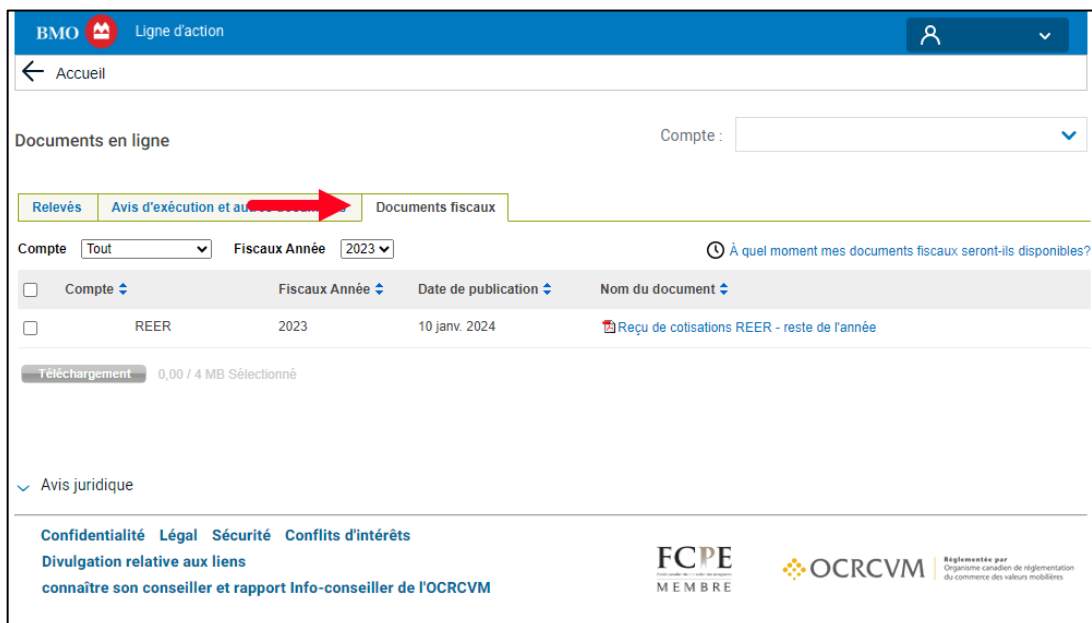 BMO Ligne d'action
Accueil
Documents en ligne
Compte :
Relevés Avis d'exécution et autres documents Documents fiscaux
Compte Tout Fiscaux Année 2023 À quel moment mes documents fiscaux seront-ils disponibles?
Compte Fiscaux Année Date de publication Nom du document
REER 2023 10 janv. 2024 Reçu de cotisations REER - reste de l'année
Téléchargement 0,00 / 4 MB Sélectionné
Avis juridique
Confidentialité Légal Sécurité Conflits d'intérêts
Divulgation relative aux liens
connaître son conseiller et rapport Info-conseiller de l'OCRCVM
FCPE
MEMBRE
OCRCVM
Réglementée par
Organisme canadien de réglementation
du commerce des valeurs mobilières